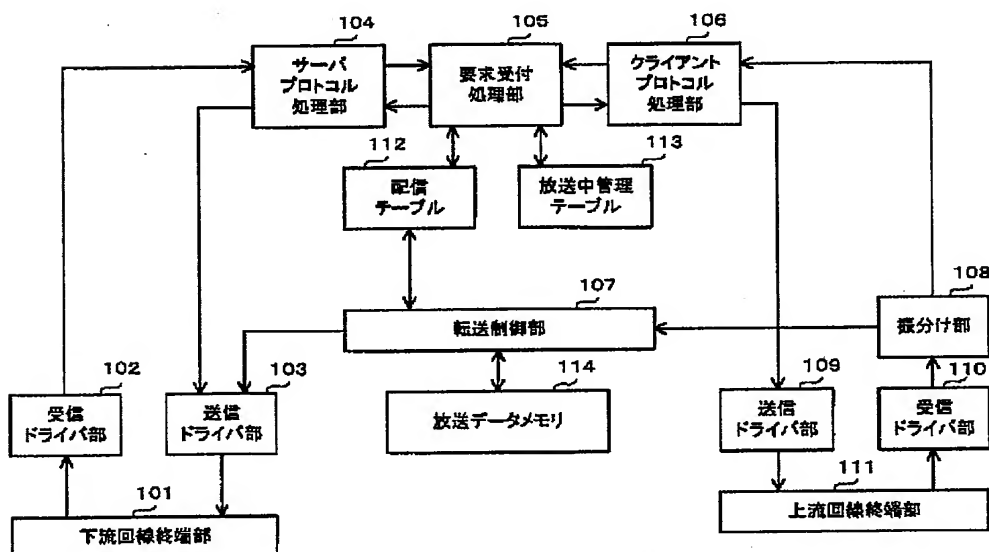 104
サーバ
プロトコル
処理部
105
要求受付
処理部
106
クライアント
プロトコル
処理部
112
配信
テーブル
113
放送中管理
テーブル
107
転送制御部
108
振分け部
102
受信
ドライバ部
103
送信
ドライバ部
114
放送データメモリ
109
送信
ドライバ部
110
受信
ドライバ部
101
下流回線終端部
111
上流回線終端部